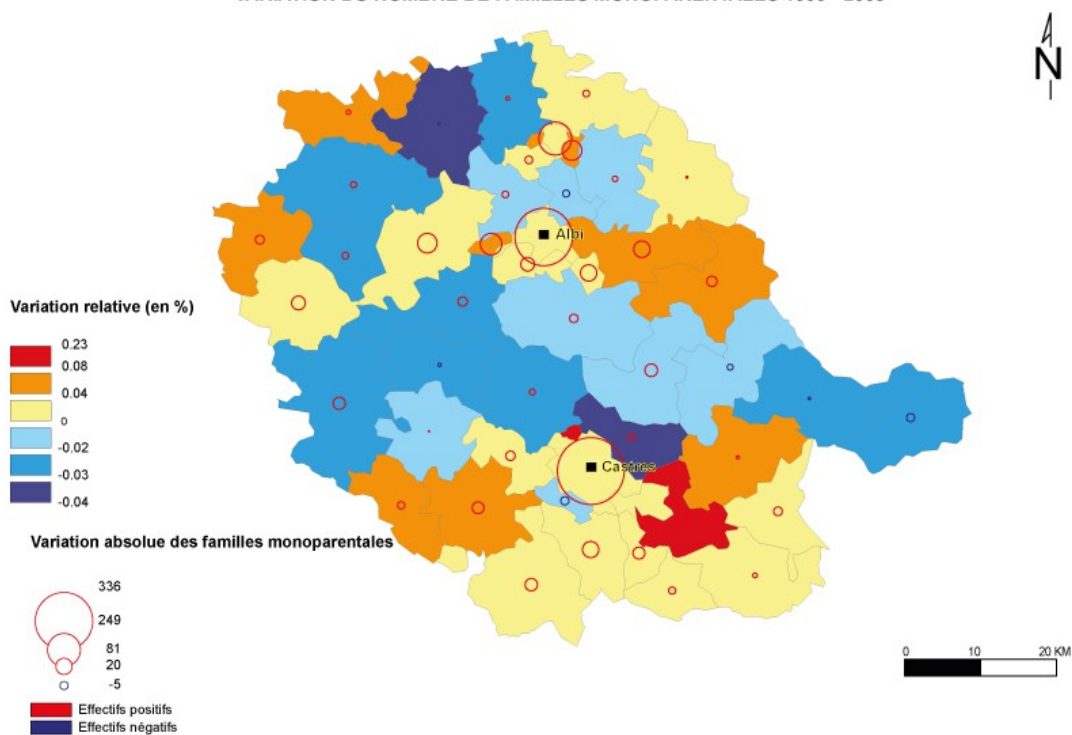 N
Albi
Variation relative (en %)
0.23
0.08
0.04
0
-0.02
-0.03
-0.04
Castres
Variation absolue des familles monoparentales
336
249
81
20
-5
Effectifs positifs
Effectifs négatifs
0 10 20 KM